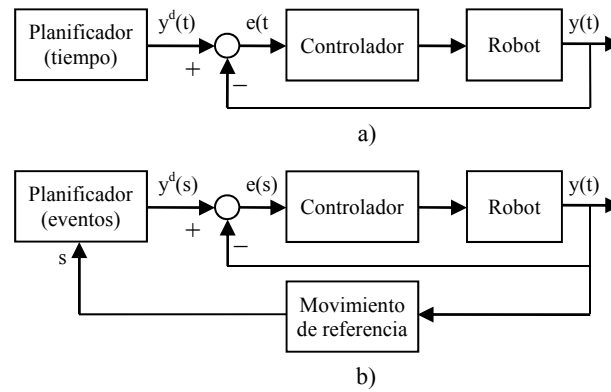 Planificador
(tiempo)
y^d(t)
+
−
e(t
Controlador
Robot
y(t)
a)
Planificador
(eventos)
s
y^d(s)
+
−
e(s)
Controlador
Robot
y(t)
Movimiento
de referencia
b)